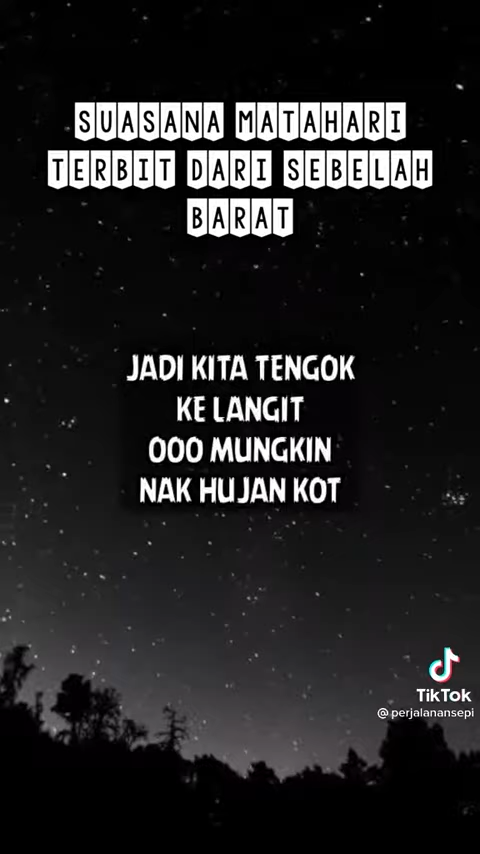 SUASANA MATAHARI
TERBIT DARI SEBELAH
BARAT
JADI KITA TENGOK
KE LANGIT
OOO MUNGKIN
NAK HUJAN KOT
TikTok
@perjalanansepi